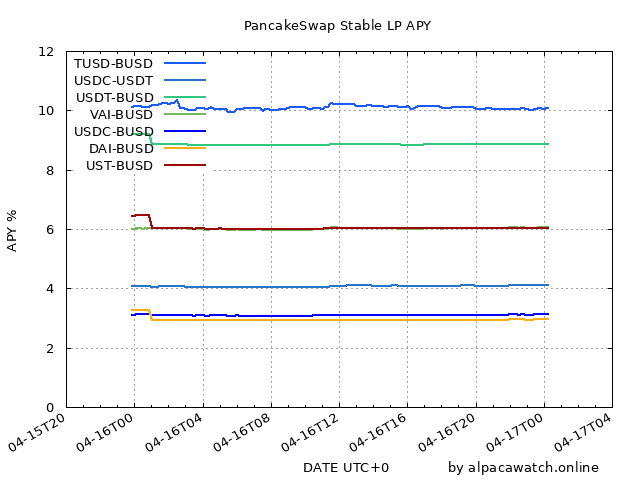 PancakeSwap Stable LP APY
12
10
8
6
4
2
0
APY %
TUSD-BUSD
USDC-USDT
USDT-BUSD
VAI-BUSD
USDC-BUSD
DAI-BUSD
UST-BUSD
04-15T20
04-16T00
04-16T04
04-16T08
04-16T12
04-16T16
04-16T20
04-17T00
04-17T04
DATE UTC+0
by alpacawatch.online